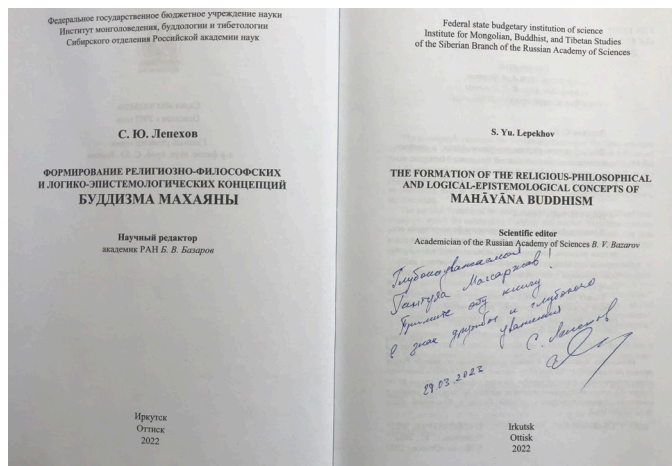 Федеральное государственное бюджетное учреждение науки
Институт монголоведения, буддологии и тибетологии
Сибирского отделения Российской академии наук
С. Ю. Лепехов
ФОРМИРОВАНИЕ РЕЛИГИОЗНО-ФИЛОСОФСКИХ
И ЛОГИКО-ЭПИСТЕМОЛОГИЧЕСКИХ КОНЦЕПЦИЙ
БУДДИЗМА МАХАЯНЫ
Научный редактор
академик РАН Б. В. Базаров
Иркутск
Оттиск
2022
Federal state budgetary institution of science
Institute for Mongolian, Buddhist, and Tibetan Studies
of the Siberian Branch of the Russian Academy of Sciences
S. Yu. Lepekhov
THE FORMATION OF THE RELIGIOUS-PHILOSOPHICAL
AND LOGICAL-EPISTEMOLOGICAL CONCEPTS OF
MAHĀYĀNA BUDDHISM
Scientific editor
Academician of the Russian Academy of Sciences B. V. Bazarov
Глубокоуважаемый
!
Примите эту книгу
в знак дружбы и глубокого
уважения
С. Лепехов
29.03.2023
Irkutsk
Ottisk
2022